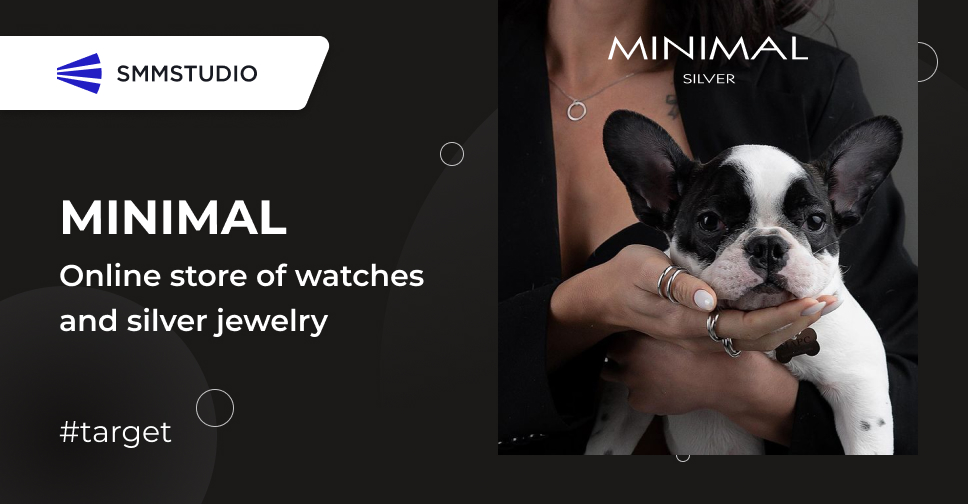 SMMSTUDIO
MINIMAL
Online store of watches
and silver jewelry
#target
MINIMAL
SILVER